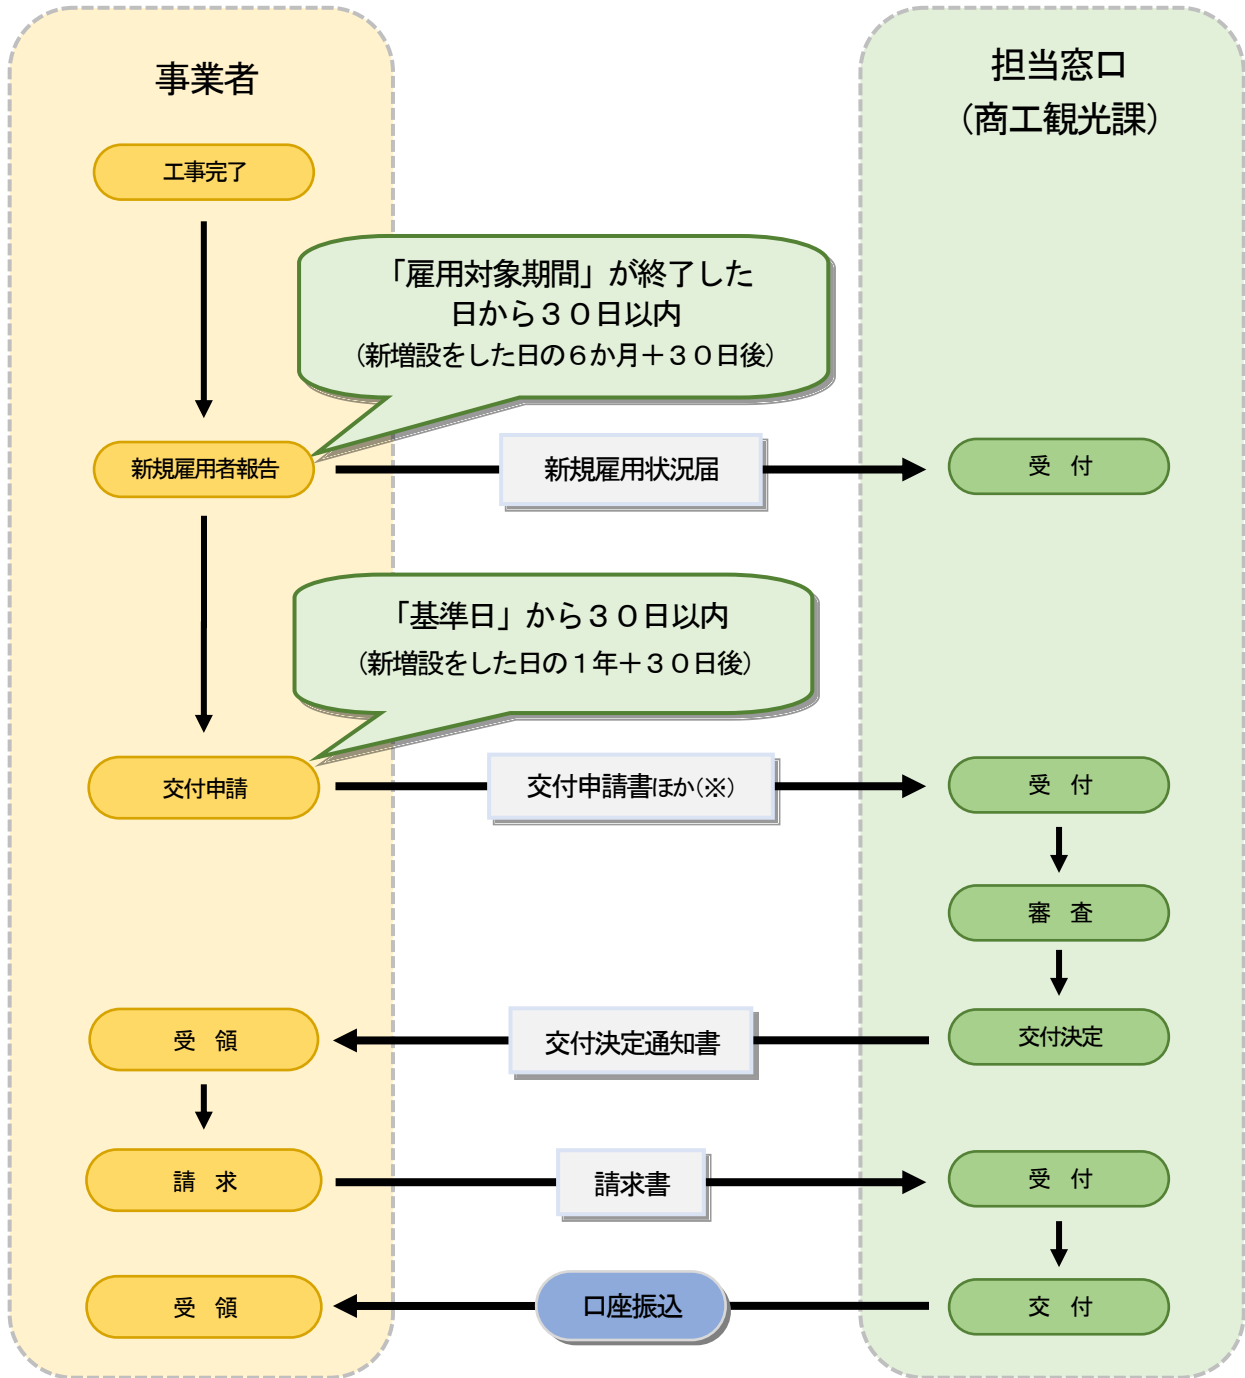 事業者
担当窓口
（商工観光課）
工事完了
「雇用対象期間」が終了した
日から３０日以内
（新増設をした日の６か月＋３０日後）
新規雇用者報告
新規雇用状況届
受　付
「基準日」から３０日以内
（新増設をした日の１年＋３０日後）
交付申請
交付申請書ほか（※）
受　付
審　査
受　領
交付決定通知書
交付決定
請　求
請求書
受　付
受　領
口座振込
交　付